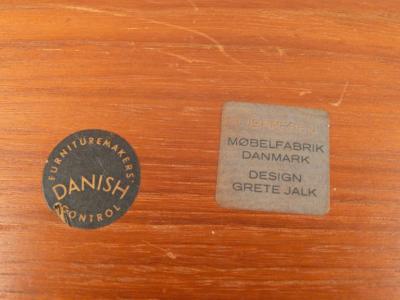 FURNITUREMAKERS'
DANISH
CONTROL
MØBELFABRIK
DANMARK
DESIGN
GRETE JALK